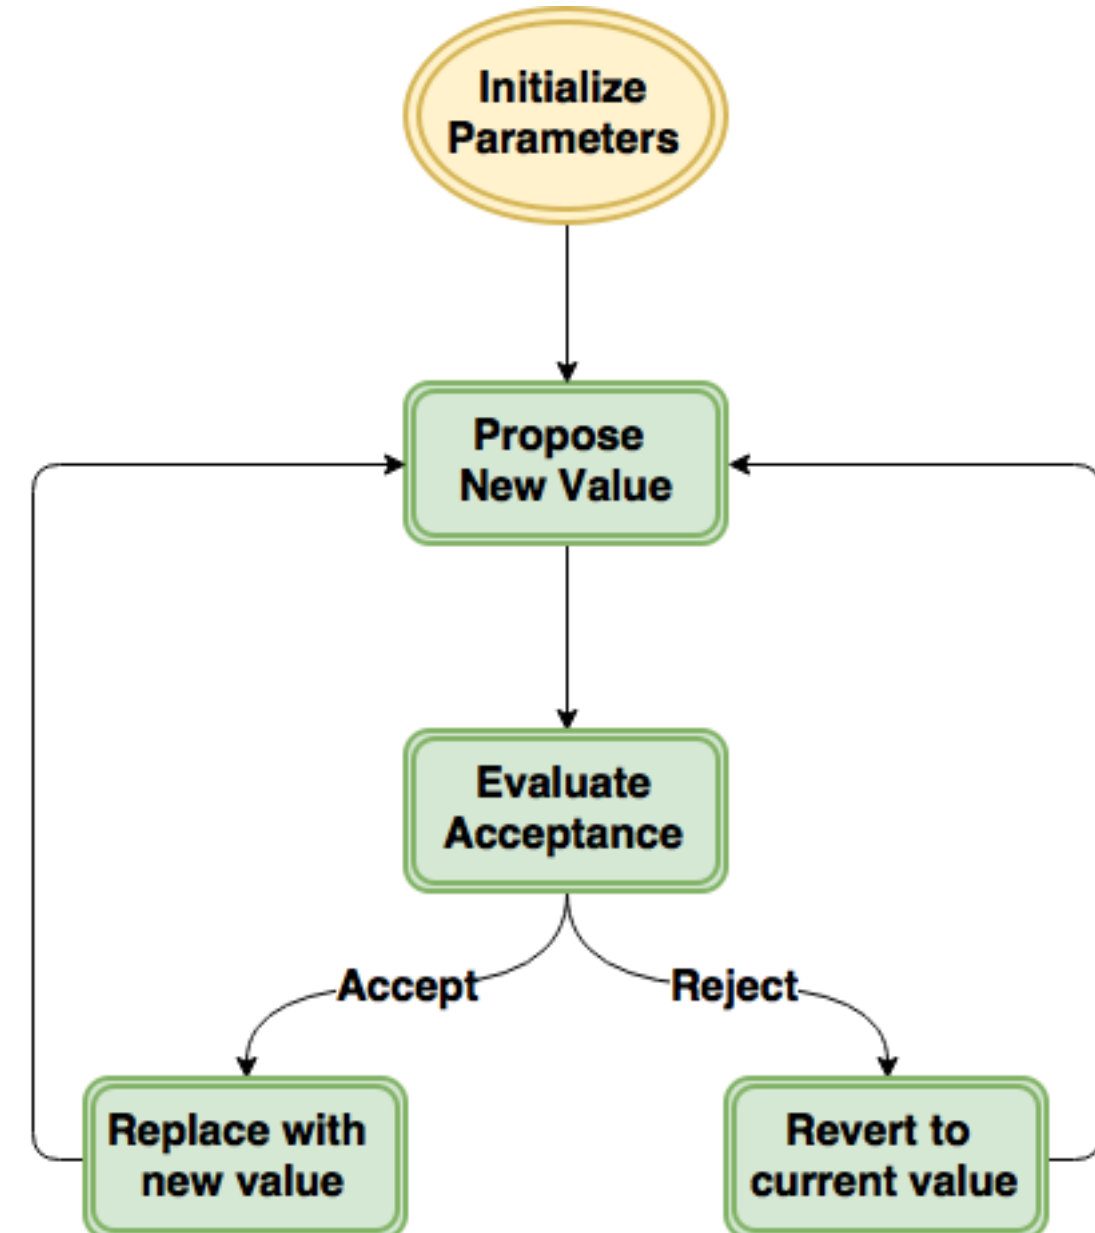 Initialize
Parameters
Propose
New Value
Evaluate
Acceptance
Accept
Reject
Replace with
new value
Revert to
current value